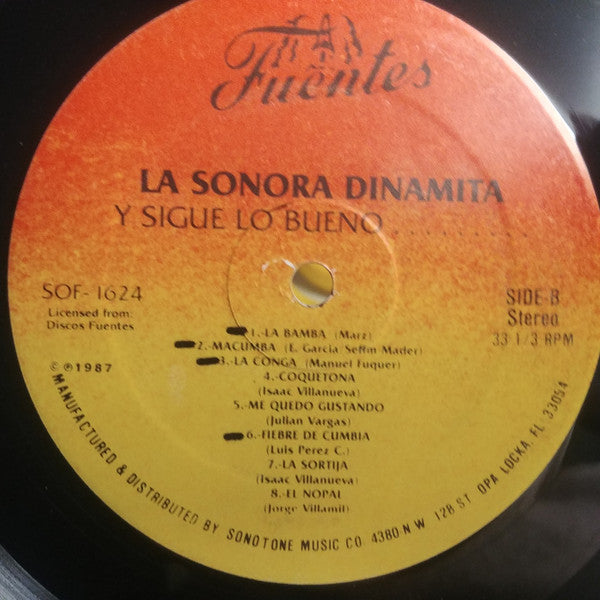 Fuentes
LA SONORA DINAMITA
Y SIGUE LO BUENO..........
SOF-1624
Licensed from:
Discos Fuentes
SIDE-B
Stereo
33 1/3 RPM
1.-LA BAMBA (Marz)
2.-MACUMBA (E. Garcia Seffm Mader)
3.-LA CONGA (Manuel Fuquer)
4.-COQUETONA
(Isaac Villanueva)
5.-ME QUEDO GUSTANDO
(Julian Vargas)
6.-FIEBRE DE CUMBIA
(Luis Perez C.)
7.-LA SORTIJA
(Isaac Villanueva)
8.-EL NOPAL
(Jorge Villamil)
© ℗ 1987
MANUFACTURED & DISTRIBUTED BY SONOTONE MUSIC CO. 4380 N W 128 ST. OPA LOCKA, FL. 33054